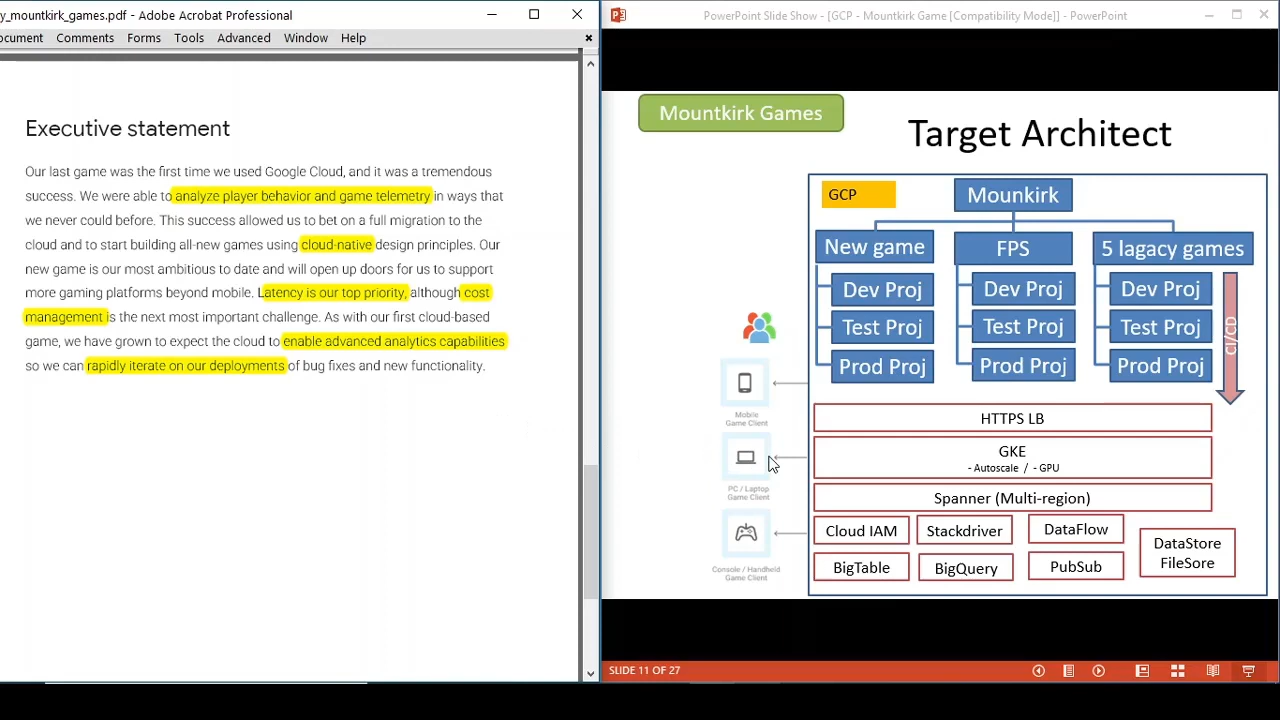 y_mountkirk_games.pdf - Adobe Acrobat Professional
ocument Comments Forms Tools Advanced Window Help
Executive statement
Our last game was the first time we used Google Cloud, and it was a tremendous
success. We were able to analyze player behavior and game telemetry in ways that
we never could before. This success allowed us to bet on a full migration to the
cloud and to start building all-new games using cloud-native design principles. Our
new game is our most ambitious to date and will open up doors for us to support
more gaming platforms beyond mobile. Latency is our top priority, although cost
management is the next most important challenge. As with our first cloud-based
game, we have grown to expect the cloud to enable advanced analytics capabilities
so we can rapidly iterate on our deployments of bug fixes and new functionality.
PowerPoint Slide Show - [GCP - Mountkirk Game [Compatibility Mode]] - PowerPoint
Mountkirk Games
Target Architect
GCP
Mounkirk
New game FPS 5 lagacy games
Dev Proj Dev Proj Dev Proj
Test Proj Test Proj Test Proj
Prod Proj Prod Proj Prod Proj
CI/CD
Mobile
Game Client
PC / Laptop
Game Client
Console / Handheld
Game Client
HTTPS LB
GKE
- Autoscale / - GPU
Spanner (Multi-region)
Cloud IAM Stackdriver DataFlow
BigTable BigQuery PubSub
DataStore
FileSore
SLIDE 11 OF 27